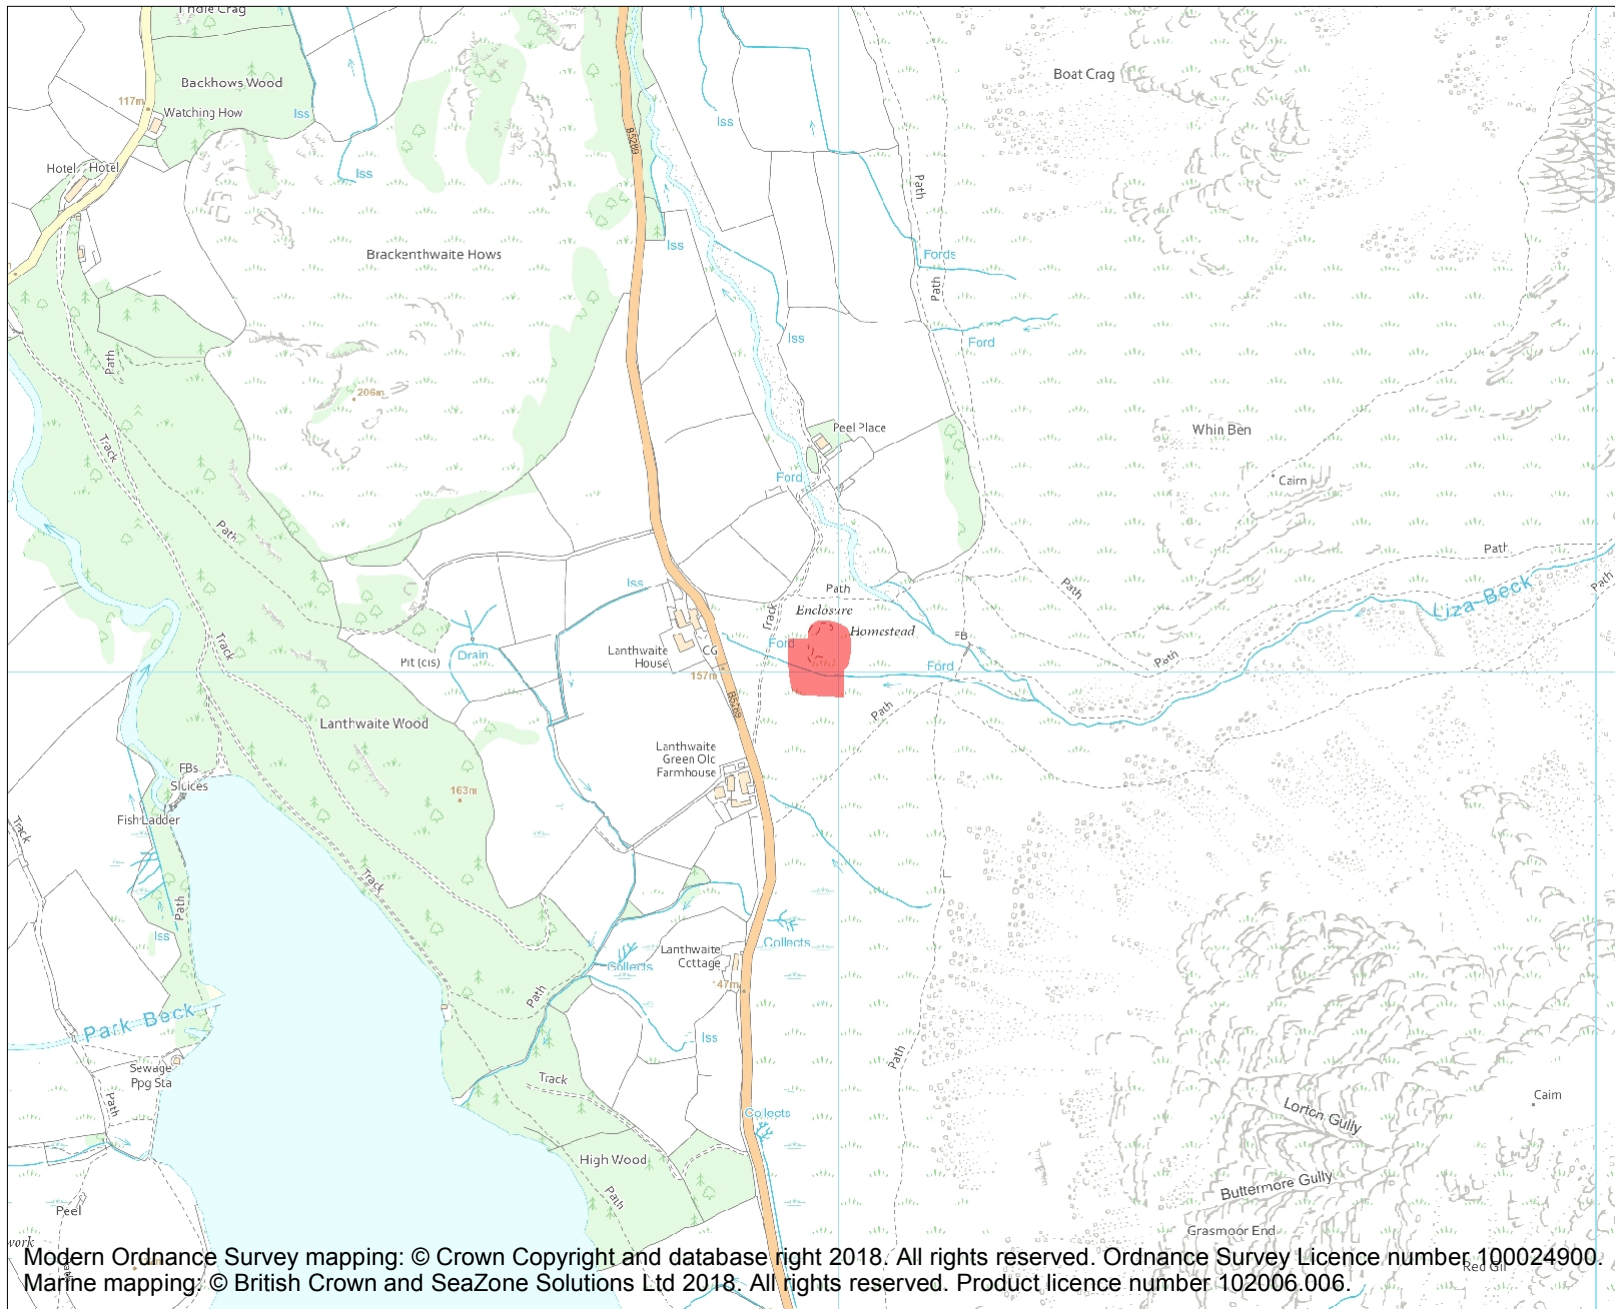 Backhows Wood
117m
Watching How
Hotel
Hotel
Iss
Iss
B5289
Iss
Boat Crag
Path
Iss
Fords
Path
Brackenthwaite Hows
Ford
Iss
Path
206m
Whin Ben
Peel Place
Track
Ford
Cairn
Path
Path
Path
Path
Liza Beck
Iss
Path
Track
Enclosure
Homestead
Ford
FB
Lanthwaite
House
CG
157m
Track
Pit (dis)
Drain
Ford
Path
B5289
Path
Lanthwaite Wood
Lanthwaite
Green Old
Farmhouse
FBs
Sluices
Fish Ladder
163m
Track
Track
Path
Iss
Collects
Lanthwaite
Cottage
Collects
147m
Path
Park Beck
Iss
Sewage
Ppg Sta
Track
Path
Path
Collects
Cairn
Lorton Gully
High Wood
Path
Buttermore Gully
Peel
Grasmoor End
work
Modern Ordnance Survey mapping: © Crown Copyright and database right 2018. All rights reserved. Ordnance Survey Licence number 100024900.
Marine mapping: © British Crown and SeaZone Solutions Ltd 2018. All rights reserved. Product licence number 102006.006.
Red Gill